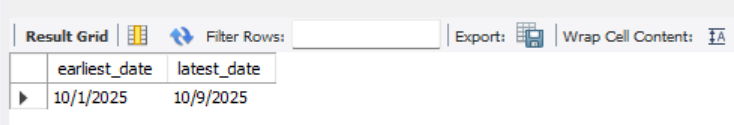 Result Grid Filter Rows: Export: Wrap Cell Content:
earliest_date latest_date
10/1/2025 10/9/2025